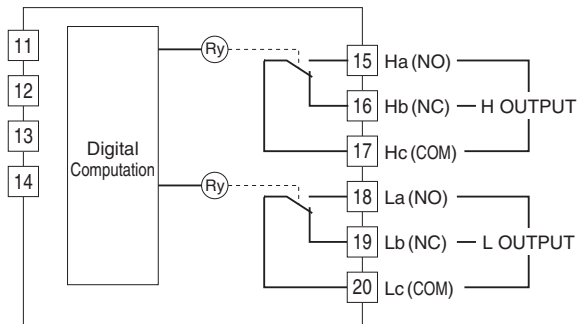 11
12
13
14
Digital
Computation
Ry
Ry
15 Ha (NO)
16 Hb (NC) H OUTPUT
17 Hc (COM)
18 La (NO)
19 Lb (NC) L OUTPUT
20 Lc (COM)